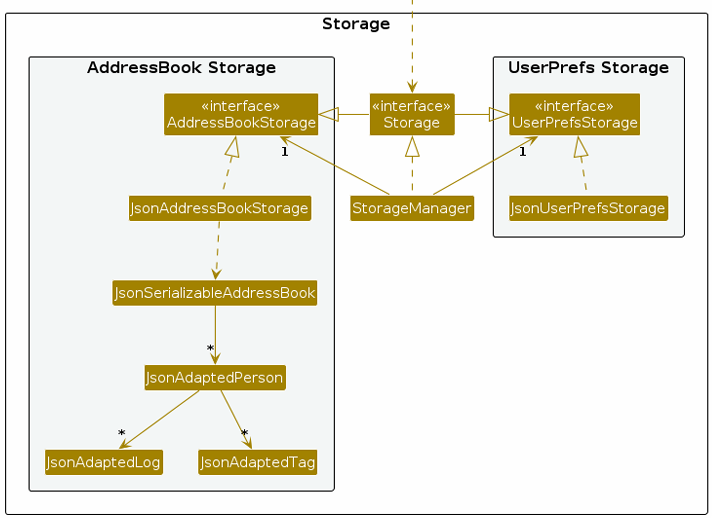 Storage
AddressBook Storage
UserPrefs Storage
«interface»
AddressBookStorage
«interface»
Storage
«interface»
UserPrefsStorage
1
1
JsonAddressBookStorage
StorageManager
JsonUserPrefsStorage
JsonSerializableAddressBook
*
JsonAdaptedPerson
*
*
JsonAdaptedLog
JsonAdaptedTag